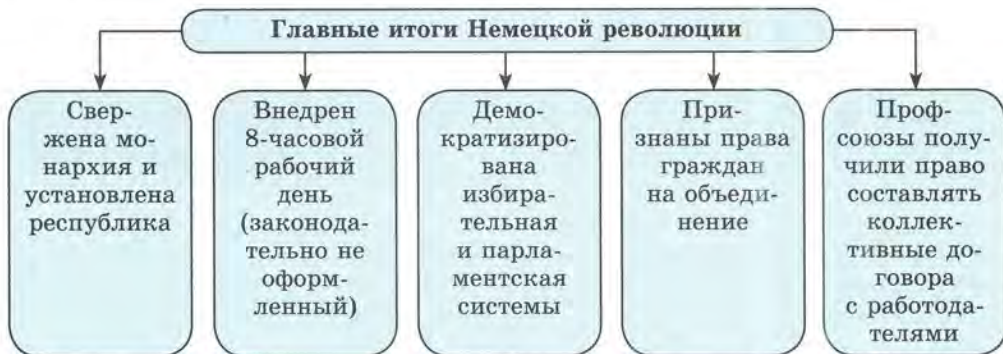 Главные итоги Немецкой революции
Свер-
жена мо-
нархия и
установлена
республика
Внедрен
8-часовой
рабочий
день
(законода-
тельно не
оформ-
ленный)
Демо-
кратизиро-
вана
избира-
тельная
и парла-
ментская
системы
При-
знаны права
граждан
на объеди-
нение
Проф-
союзы полу-
чили право
составлять
коллек-
тивные до-
говора
с работода-
телями